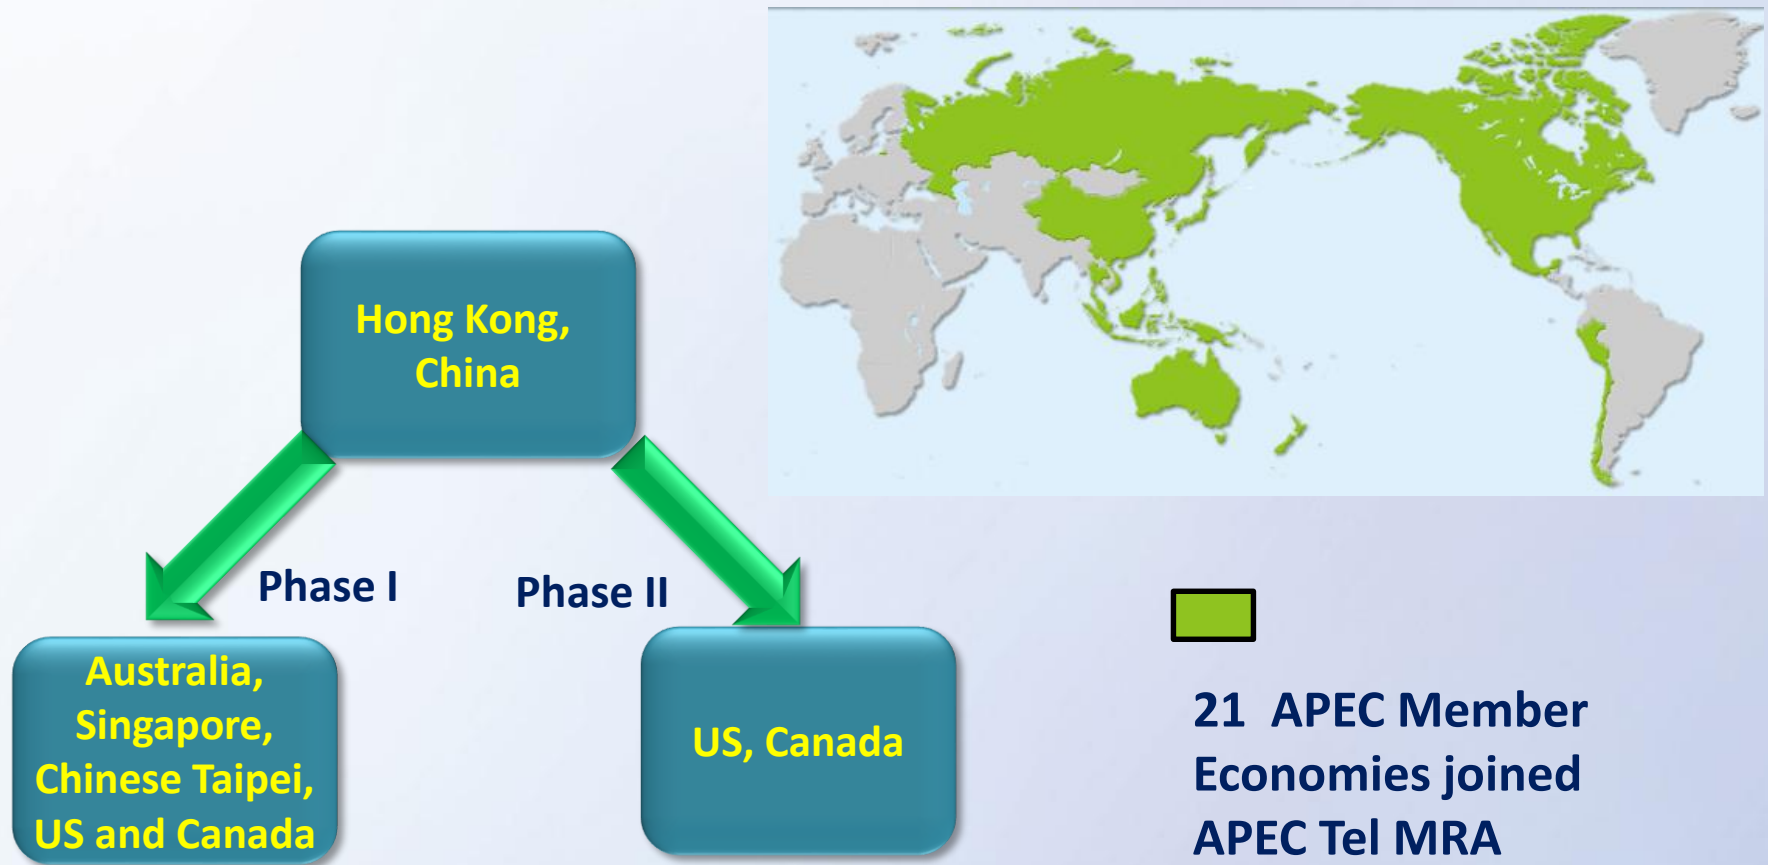 Hong Kong,
China
Phase I
Phase II
Australia,
Singapore,
Chinese Taipei,
US and Canada
US, Canada
21  APEC Member
Economies joined
APEC Tel MRA